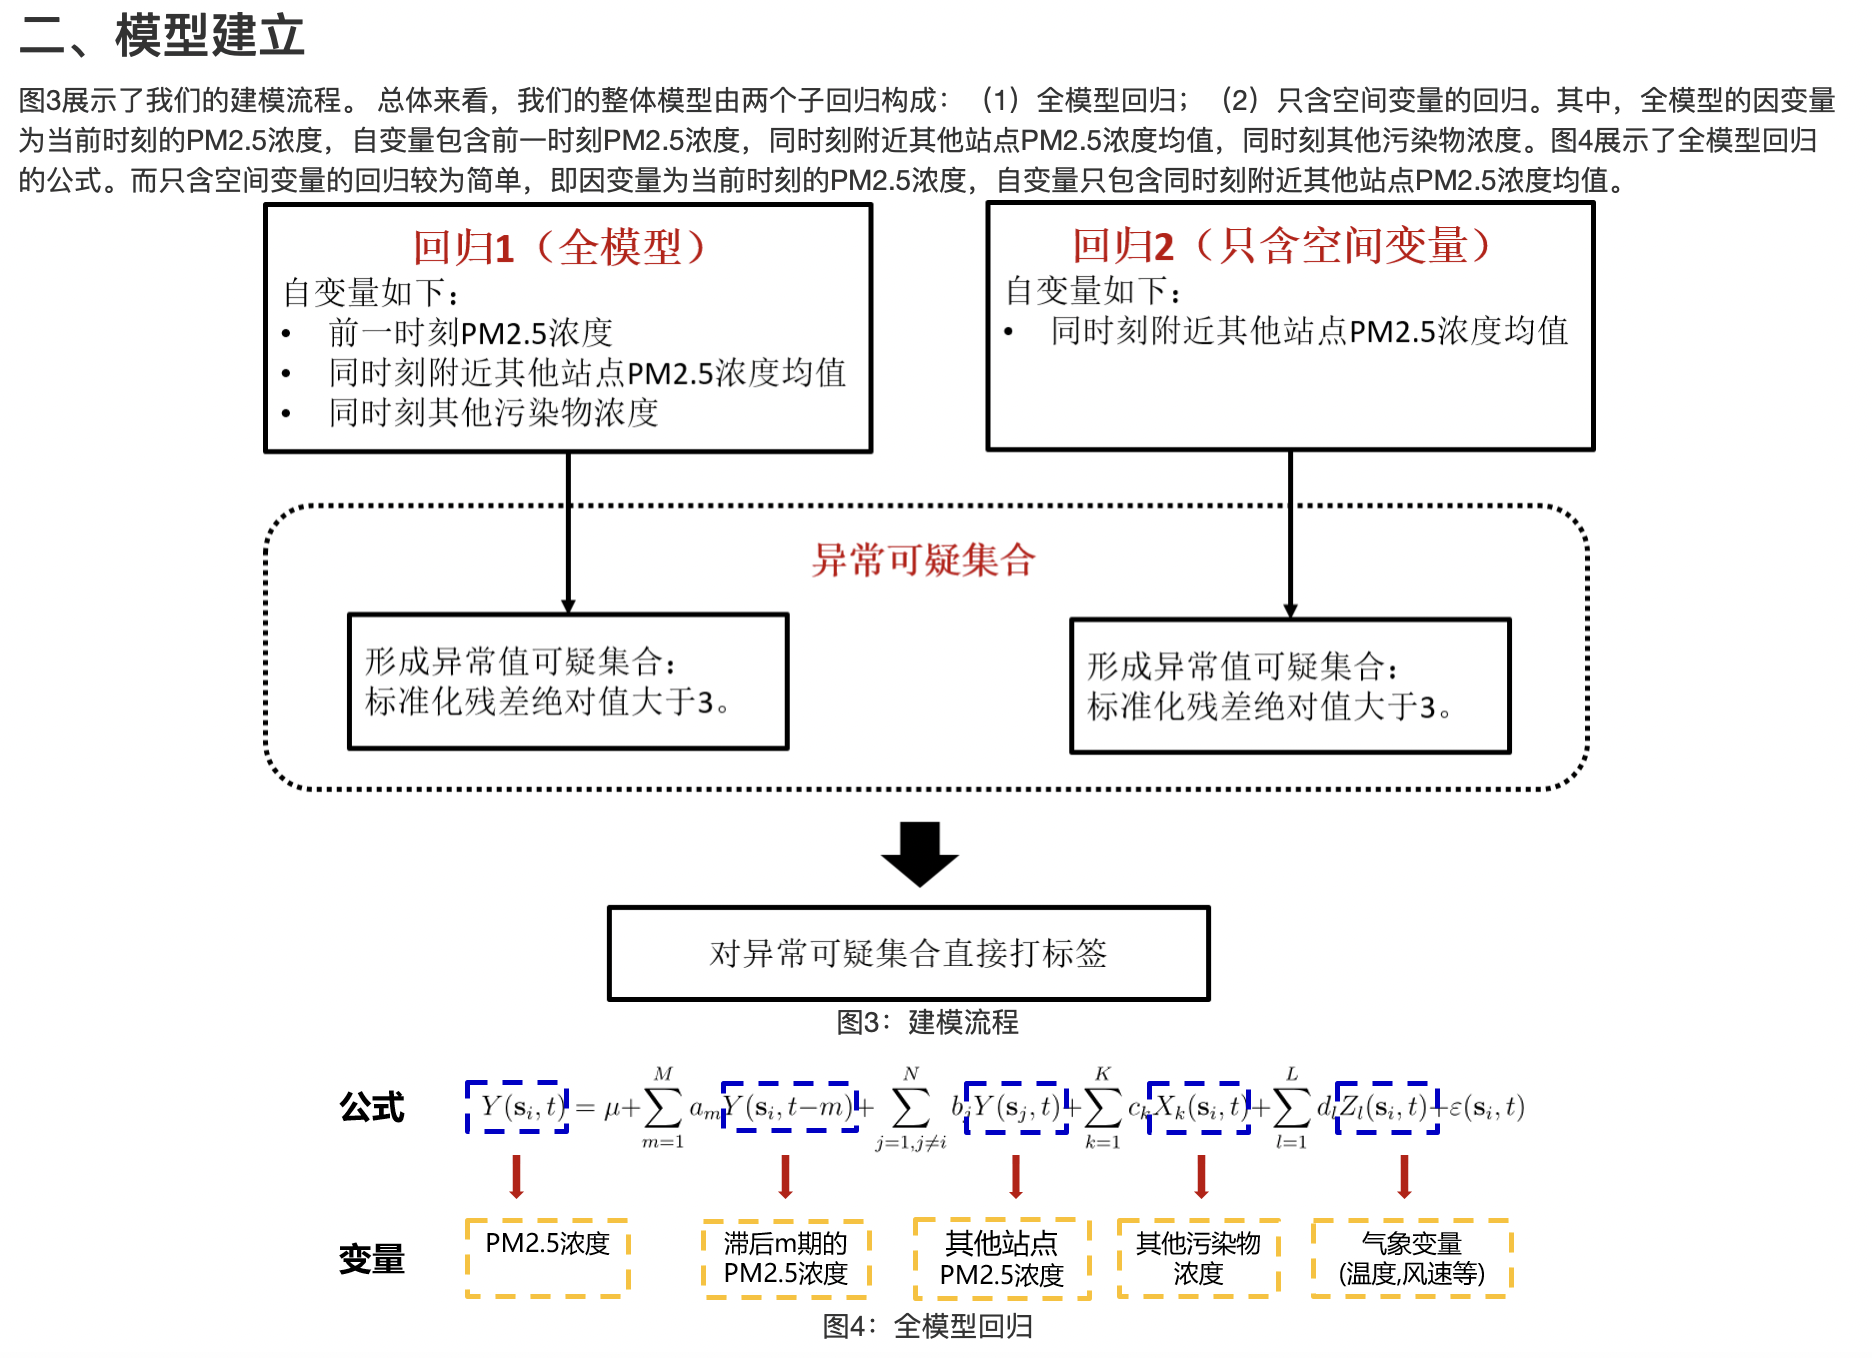 二、模型建立
图3展示了我们的建模流程。 总体来看，我们的整体模型由两个子回归构成：（1）全模型回归；（2）只含空间变量的回归。其中，全模型的因变量
为当前时刻的PM2.5浓度，自变量包含前一时刻PM2.5浓度，同时刻附近其他站点PM2.5浓度均值，同时刻其他污染物浓度。图4展示了全模型回归
的公式。而只含空间变量的回归较为简单，即因变量为当前时刻的PM2.5浓度，自变量只包含同时刻附近其他站点PM2.5浓度均值。
回归1（全模型）
自变量如下：
• 前一时刻PM2.5浓度
• 同时刻附近其他站点PM2.5浓度均值
• 同时刻其他污染物浓度
回归2（只含空间变量）
自变量如下：
• 同时刻附近其他站点PM2.5浓度均值
异常可疑集合
形成异常值可疑集合：
标准化残差绝对值大于3。
形成异常值可疑集合：
标准化残差绝对值大于3。
对异常可疑集合直接打标签
图3：建模流程
公式 Y(s_i, t) = μ + ∑_{m=1}^{M} a_m Y(s_i, t−m) + ∑_{j=1,j≠i}^{N} b_j Y(s_j, t) + ∑_{k=1}^{K} c_k X_k(s_i, t) + ∑_{l=1}^{L} d_l Z_l(s_i, t) + ε(s_i, t)
变量
PM2.5浓度
滞后m期的
PM2.5浓度
其他站点
PM2.5浓度
其他污染物
浓度
气象变量
(温度,风速等)
图4：全模型回归